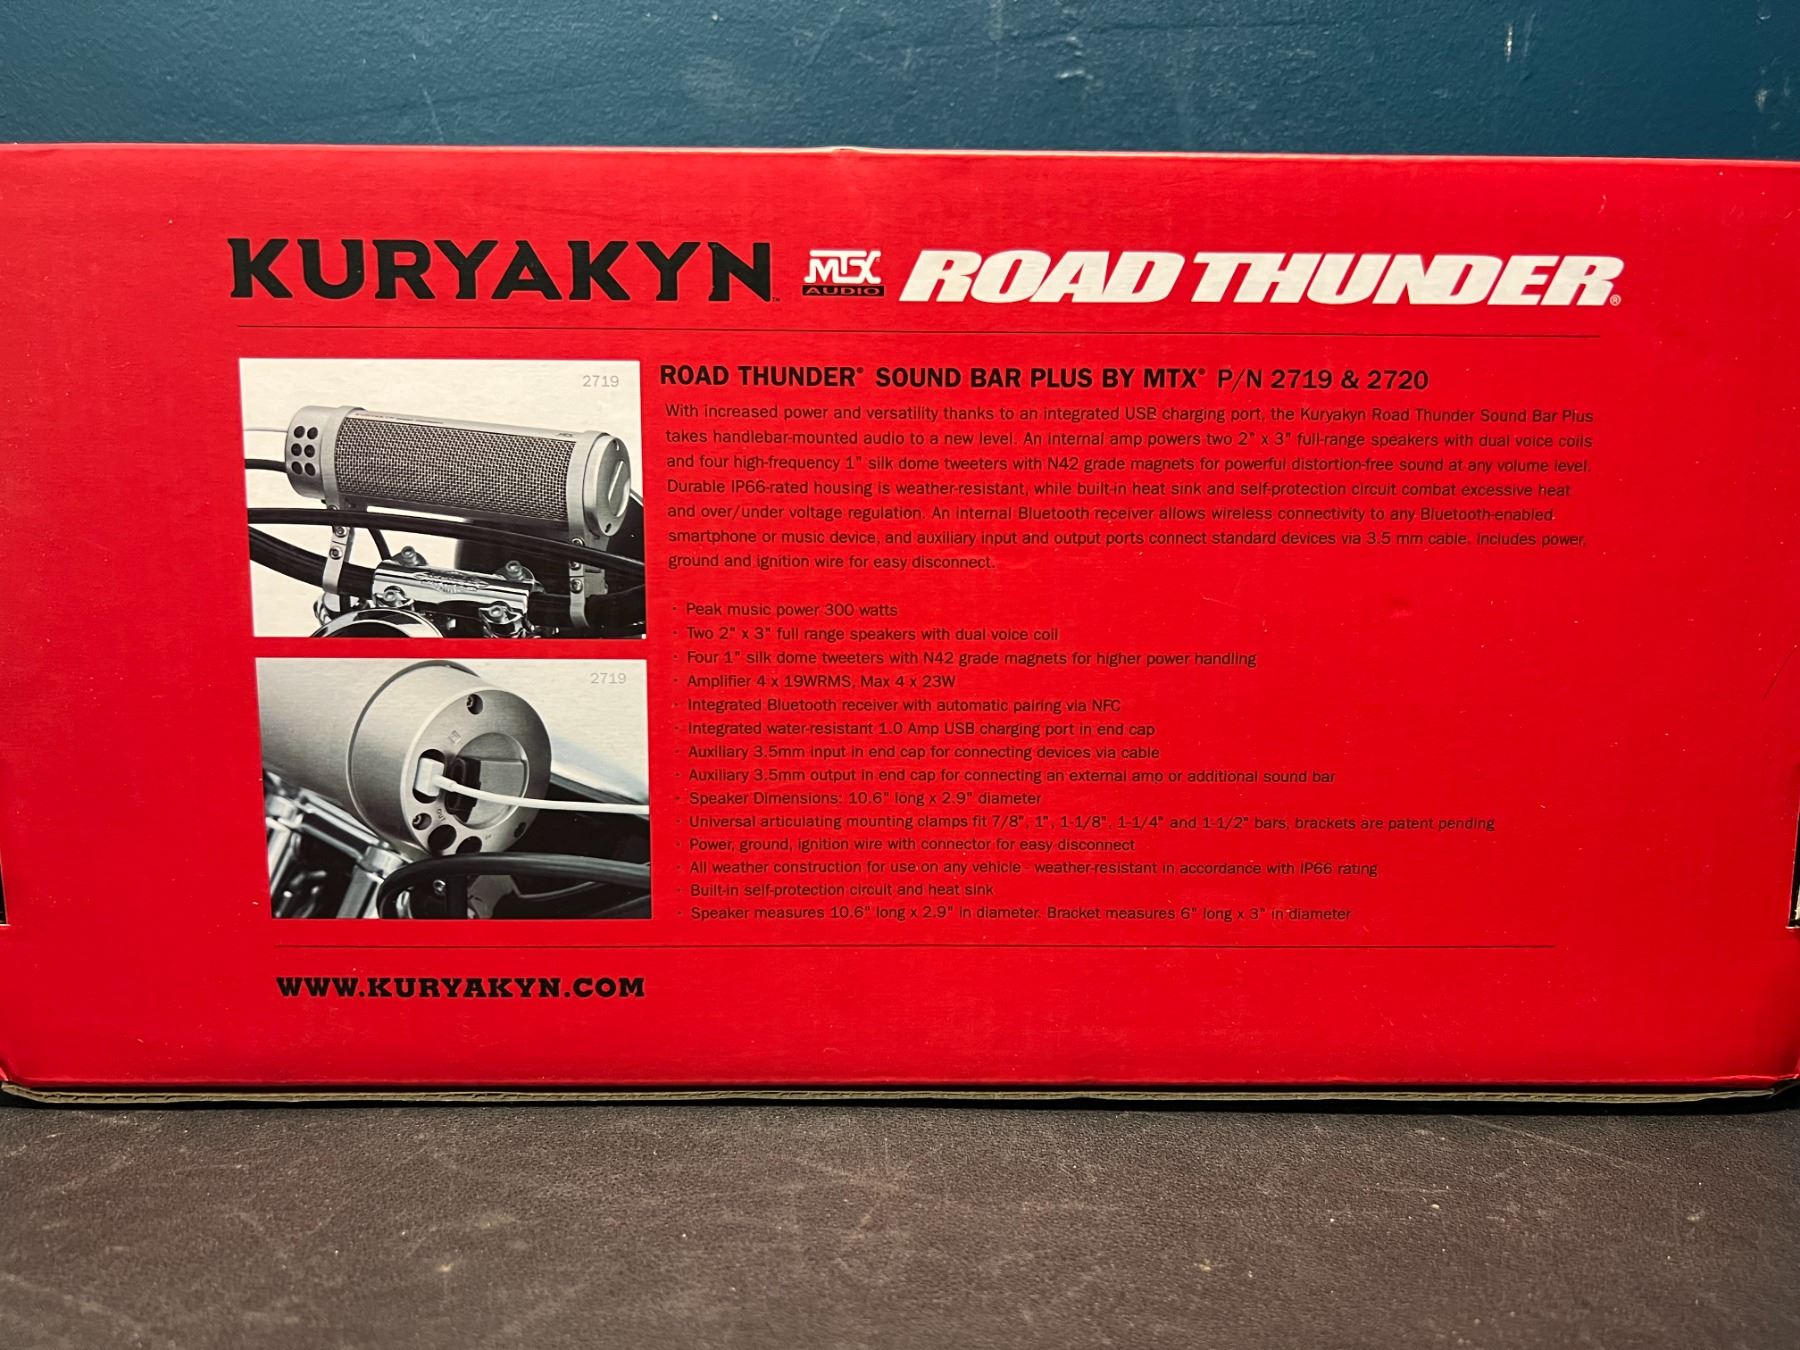 KURYAKYN™ MTX AUDIO ROAD THUNDER®
2719
ROAD THUNDER® SOUND BAR PLUS BY MTX® P/N 2719 & 2720
With increased power and versatility thanks to an integrated USB charging port, the Kuryakyn Road Thunder Sound Bar Plus
takes handlebar-mounted audio to a new level. An internal amp powers two 2" x 3" full-range speakers with dual voice coils
and four high-frequency 1" silk dome tweeters with N42 grade magnets for powerful distortion-free sound at any volume level.
Durable IP66-rated housing is weather-resistant, while built-in heat sink and self-protection circuit combat excessive heat
and over/under voltage regulation. An internal Bluetooth receiver allows wireless connectivity to any Bluetooth-enabled
smartphone or music device, and auxiliary input and output ports connect standard devices via 3.5 mm cable. Includes power,
ground and ignition wire for easy disconnect.
2719
· Peak music power 300 watts
· Two 2" x 3" full range speakers with dual voice coil
· Four 1" silk dome tweeters with N42 grade magnets for higher power handling
· Amplifier 4 x 19WRMS, Max 4 x 23W
· Integrated Bluetooth receiver with automatic pairing via NFC
· Integrated water-resistant 1.0 Amp USB charging port in end cap
· Auxiliary 3.5mm input in end cap for connecting devices via cable
· Auxiliary 3.5mm output in end cap for connecting an external amp or additional sound bar
· Speaker Dimensions: 10.6" long x 2.9" diameter
· Universal articulating mounting clamps fit 7/8", 1", 1-1/8", 1-1/4" and 1-1/2" bars, brackets are patent pending
· Power, ground, ignition wire with connector for easy disconnect
· All weather construction for use on any vehicle - weather-resistant in accordance with IP66 rating
· Built-in self-protection circuit and heat sink
· Speaker measures 10.6" long x 2.9" in diameter. Bracket measures 6" long x 3" in diameter
WWW.KURYAKYN.COM